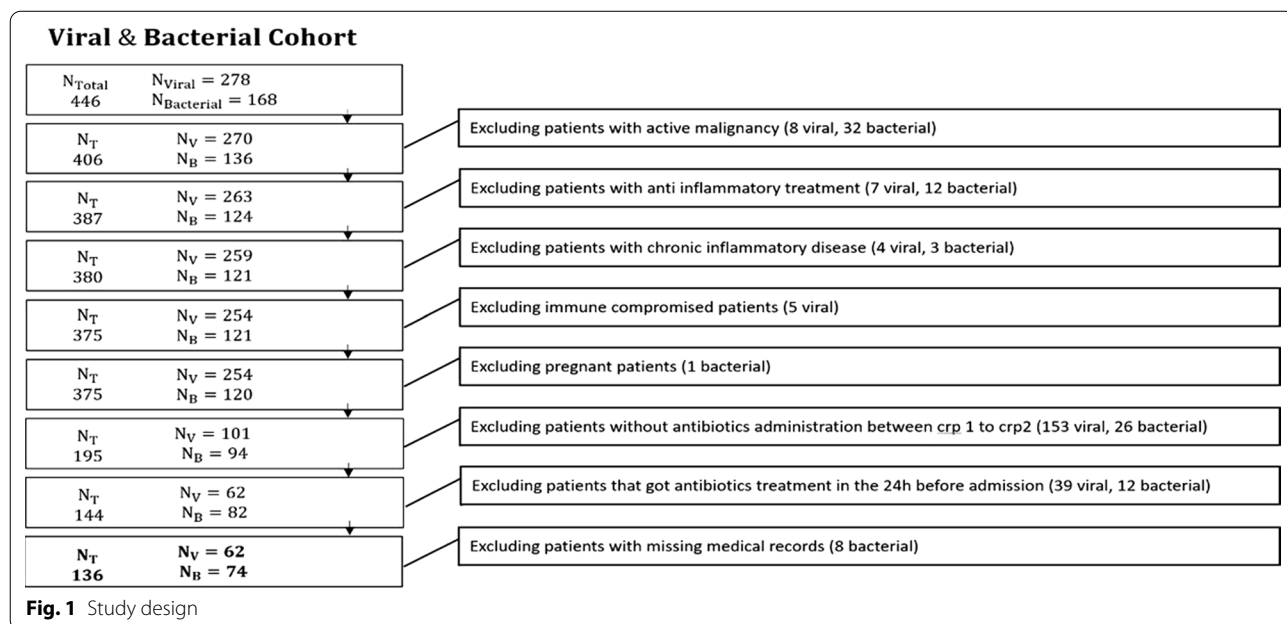 Viral & Bacterial Cohort
N_Total N_Viral = 278
446 N_Bacterial = 168
Excluding patients with active malignancy (8 viral, 32 bacterial)
N_T N_V = 270
406 N_B = 136
Excluding patients with anti inflammatory treatment (7 viral, 12 bacterial)
N_T N_V = 263
387 N_B = 124
Excluding patients with chronic inflammatory disease (4 viral, 3 bacterial)
N_T N_V = 259
380 N_B = 121
Excluding immune compromised patients (5 viral)
N_T N_V = 254
375 N_B = 121
Excluding pregnant patients (1 bacterial)
N_T N_V = 254
375 N_B = 120
Excluding patients without antibiotics administration between crp 1 to crp2 (153 viral, 26 bacterial)
N_T N_V = 101
195 N_B = 94
Excluding patients that got antibiotics treatment in the 24h before admission (39 viral, 12 bacterial)
N_T N_V = 62
144 N_B = 82
Excluding patients with missing medical records (8 bacterial)
N_T N_V = 62
136 N_B = 74
Fig. 1 Study design